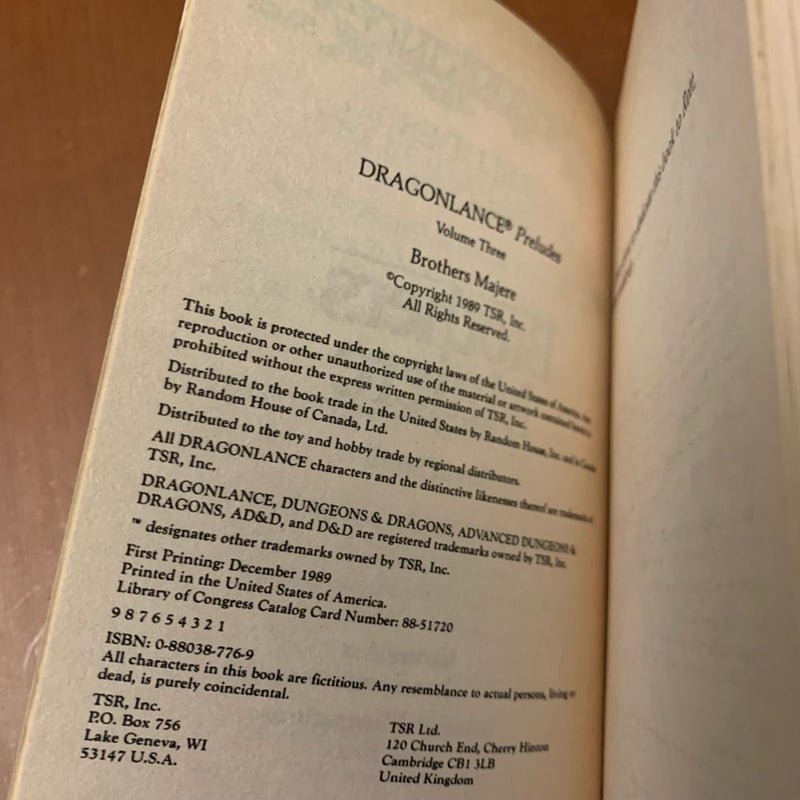 DRAGONLANCE® Preludes
Volume Three
Brothers Majere
©Copyright 1989 TSR, Inc.
All Rights Reserved.
This book is protected under the copyright laws of the United States of America. Any
reproduction or other unauthorized use of the material or artwork contained herein is
prohibited without the express written permission of TSR, Inc.
Distributed to the book trade in the United States by Random House, Inc. and in Canada
by Random House of Canada, Ltd.
Distributed to the toy and hobby trade by regional distributors.
All DRAGONLANCE characters and the distinctive likenesses thereof are trademarks of
TSR, Inc.
DRAGONLANCE, DUNGEONS & DRAGONS, ADVANCED DUNGEONS &
DRAGONS, AD&D, and D&D are registered trademarks owned by TSR, Inc.
™ designates other trademarks owned by TSR, Inc.
First Printing: December 1989
Printed in the United States of America.
Library of Congress Catalog Card Number: 88-51720
9 8 7 6 5 4 3 2 1
ISBN: 0-88038-776-9
All characters in this book are fictitious. Any resemblance to actual persons, living or
dead, is purely coincidental.
TSR, Inc.
P.O. Box 756
Lake Geneva, WI
53147 U.S.A.
TSR Ltd.
120 Church End, Cherry Hinton
Cambridge CB1 3LB
United Kingdom